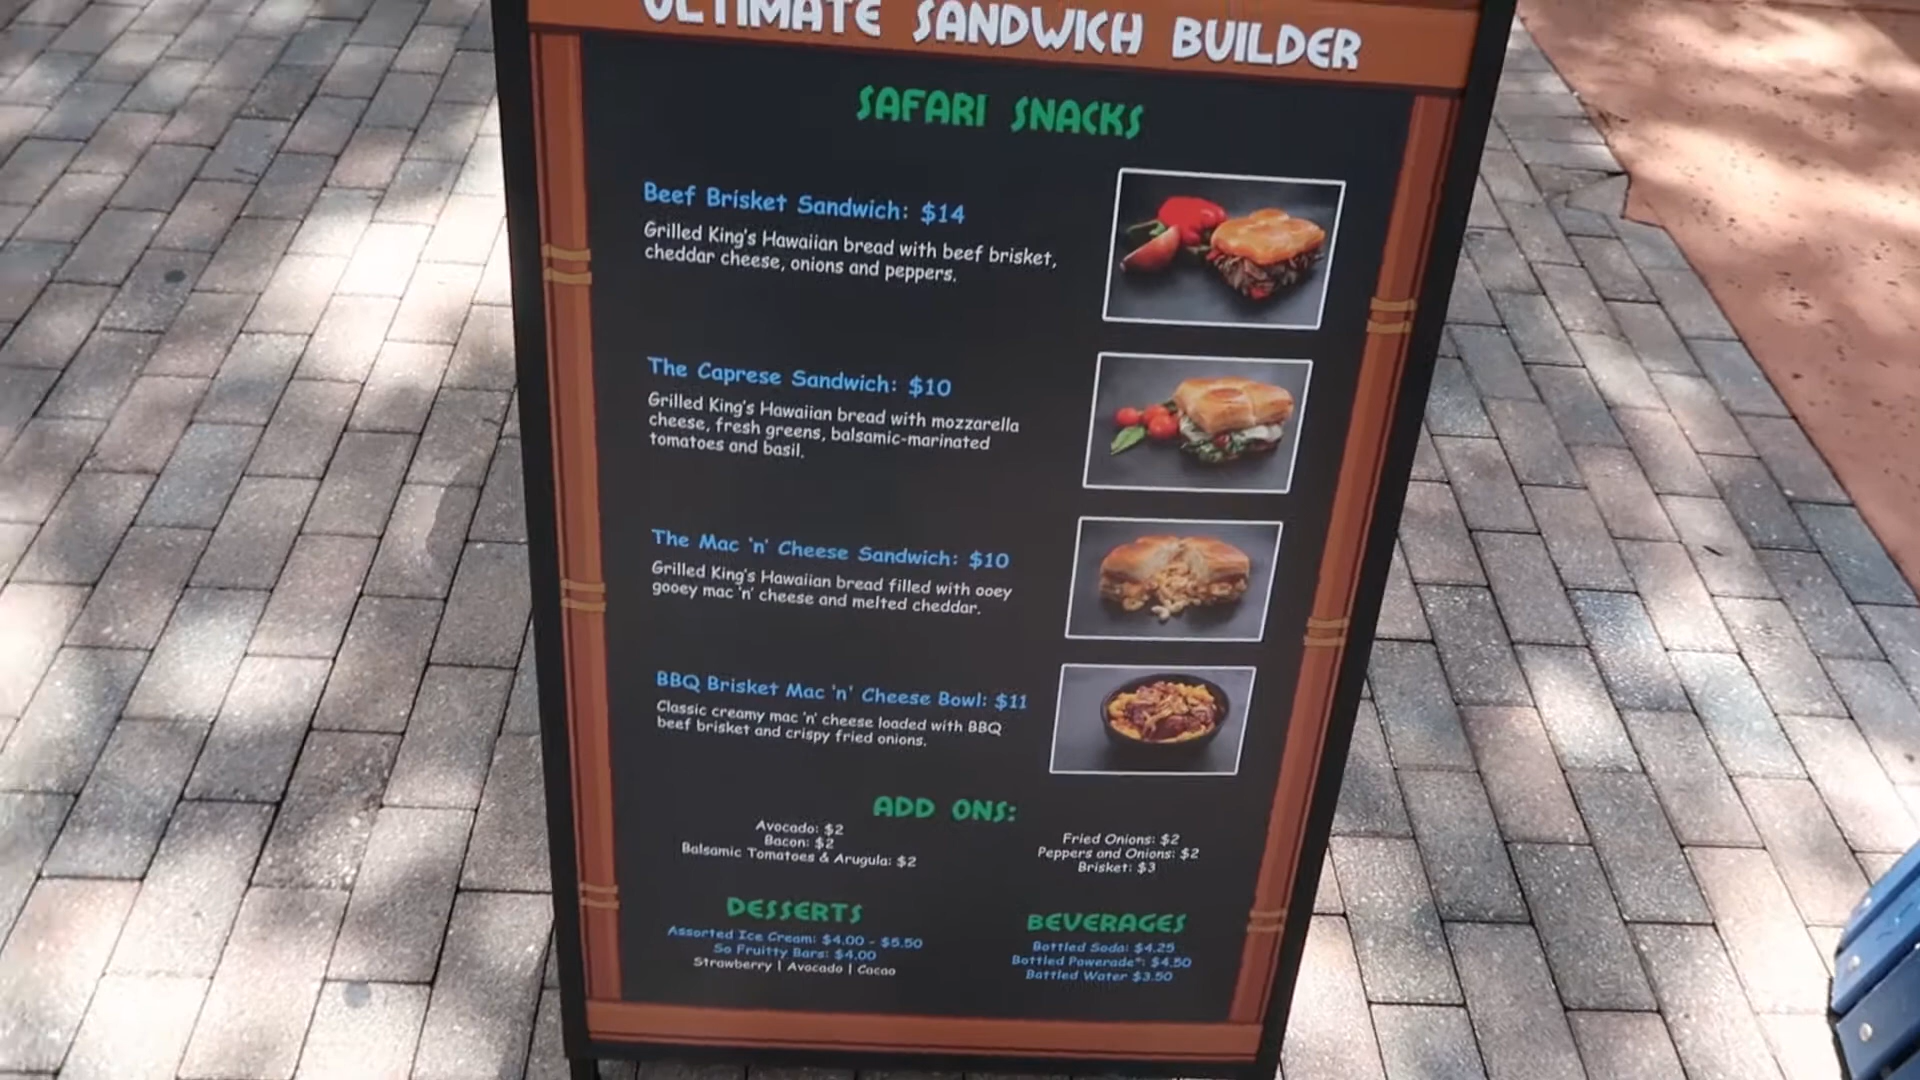 ULTIMATE SANDWICH BUILDER
SAFARI SNACKS
Beef Brisket Sandwich: $14
Grilled King's Hawaiian bread with beef brisket,
cheddar cheese, onions and peppers.
The Caprese Sandwich: $10
Grilled King's Hawaiian bread with mozzarella
cheese, fresh greens, balsamic-marinated
tomatoes and basil.
The Mac 'n' Cheese Sandwich: $10
Grilled King's Hawaiian bread filled with ooey
gooey mac 'n' cheese and melted cheddar.
BBQ Brisket Mac 'n' Cheese Bowl: $11
Classic creamy mac 'n' cheese loaded with BBQ
beef brisket and crispy fried onions.
ADD ONS:
Avocado: $2
Bacon: $2
Balsamic Tomatoes & Arugula: $2
Fried Onions: $2
Peppers and Onions: $2
Brisket: $3
DESSERTS
Assorted Ice Cream: $4.00 - $5.50
So Fruitty Bars: $4.00
Strawberry | Avocado | Cacao
BEVERAGES
Bottled Soda: $4.25
Bottled Powerade®: $4.50
Bottled Water $3.50